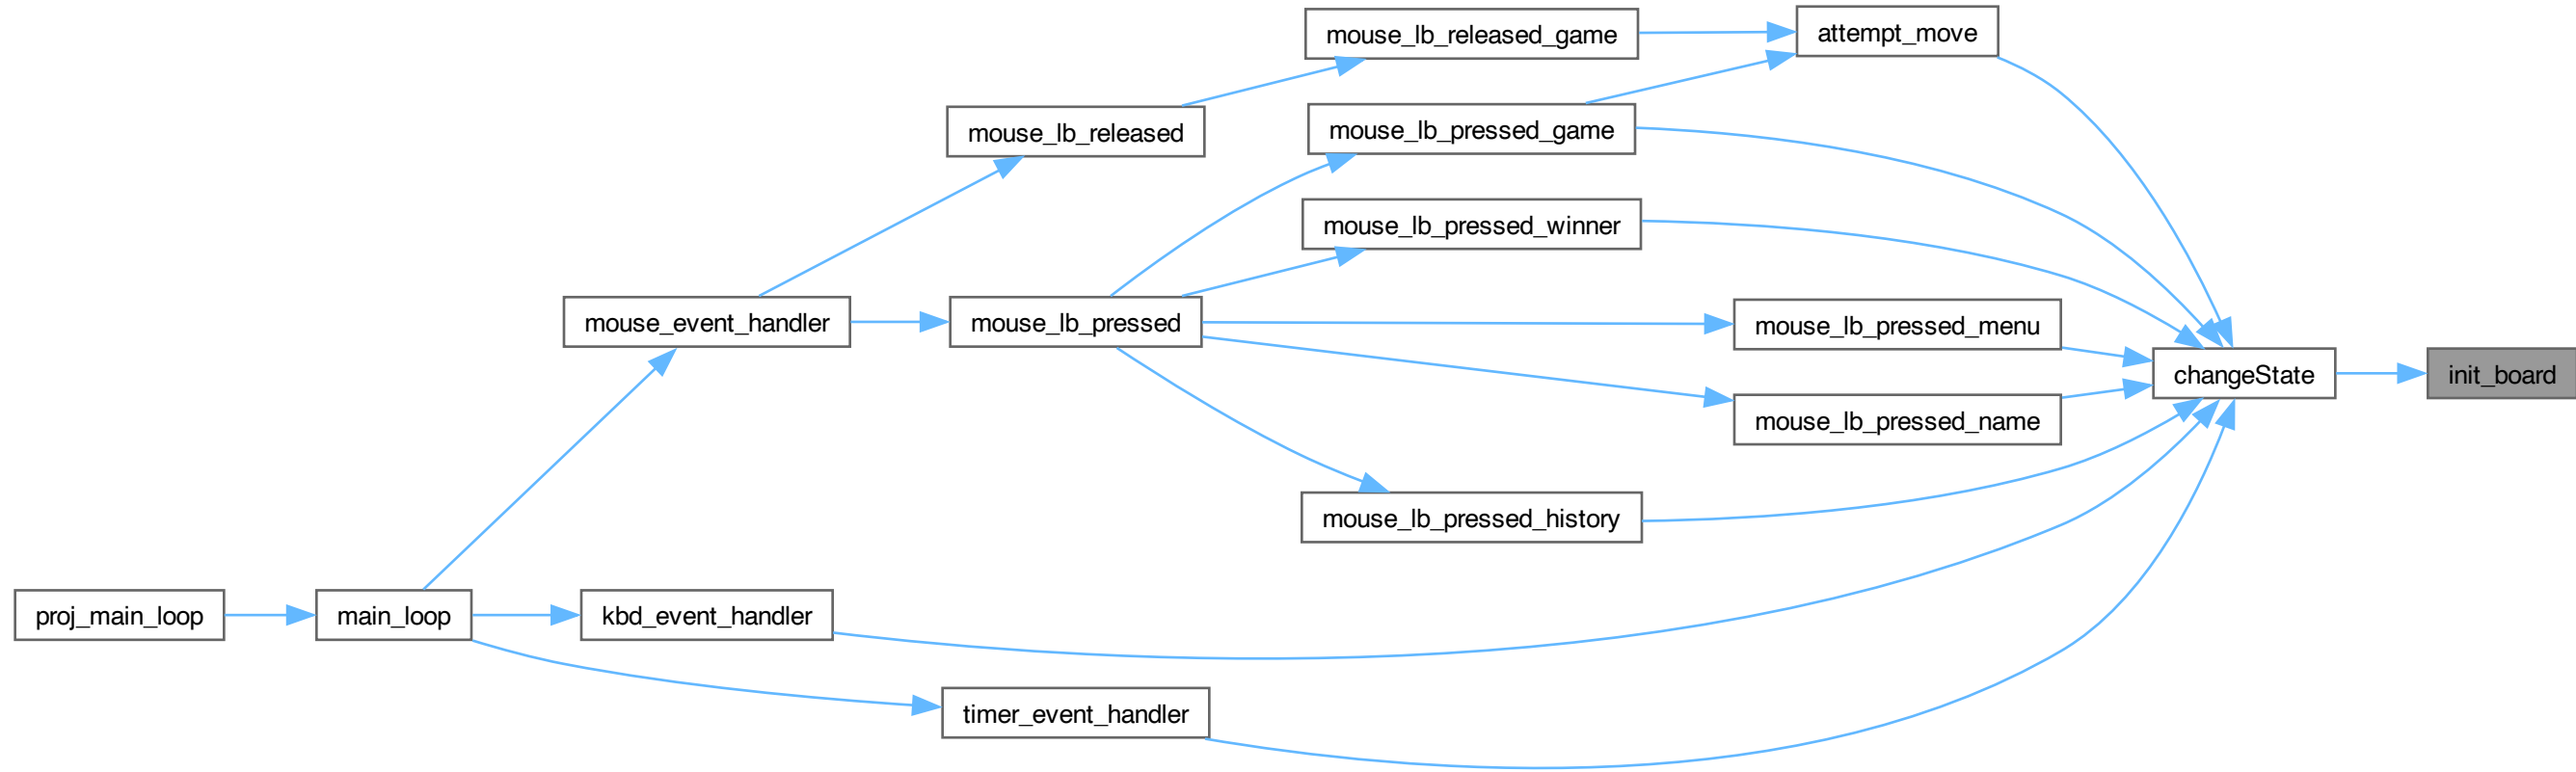 mouse_lb_released_game
attempt_move
mouse_lb_released
mouse_lb_pressed_game
mouse_lb_pressed_winner
mouse_event_handler
mouse_lb_pressed
mouse_lb_pressed_menu
changeState
init_board
mouse_lb_pressed_name
mouse_lb_pressed_history
proj_main_loop
main_loop
kbd_event_handler
timer_event_handler